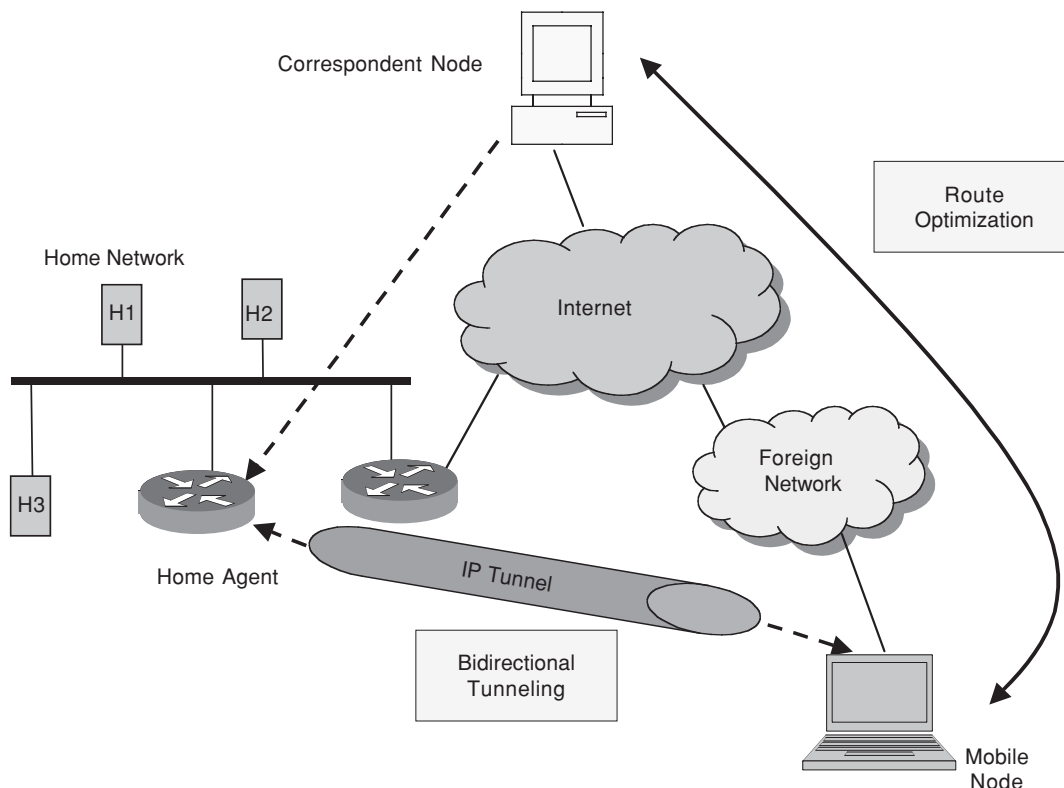 Correspondent Node
Route
Optimization
Home Network
H1
H2
Internet
Foreign
Network
H3
Home Agent
IP Tunnel
Bidirectional
Tunneling
Mobile
Node